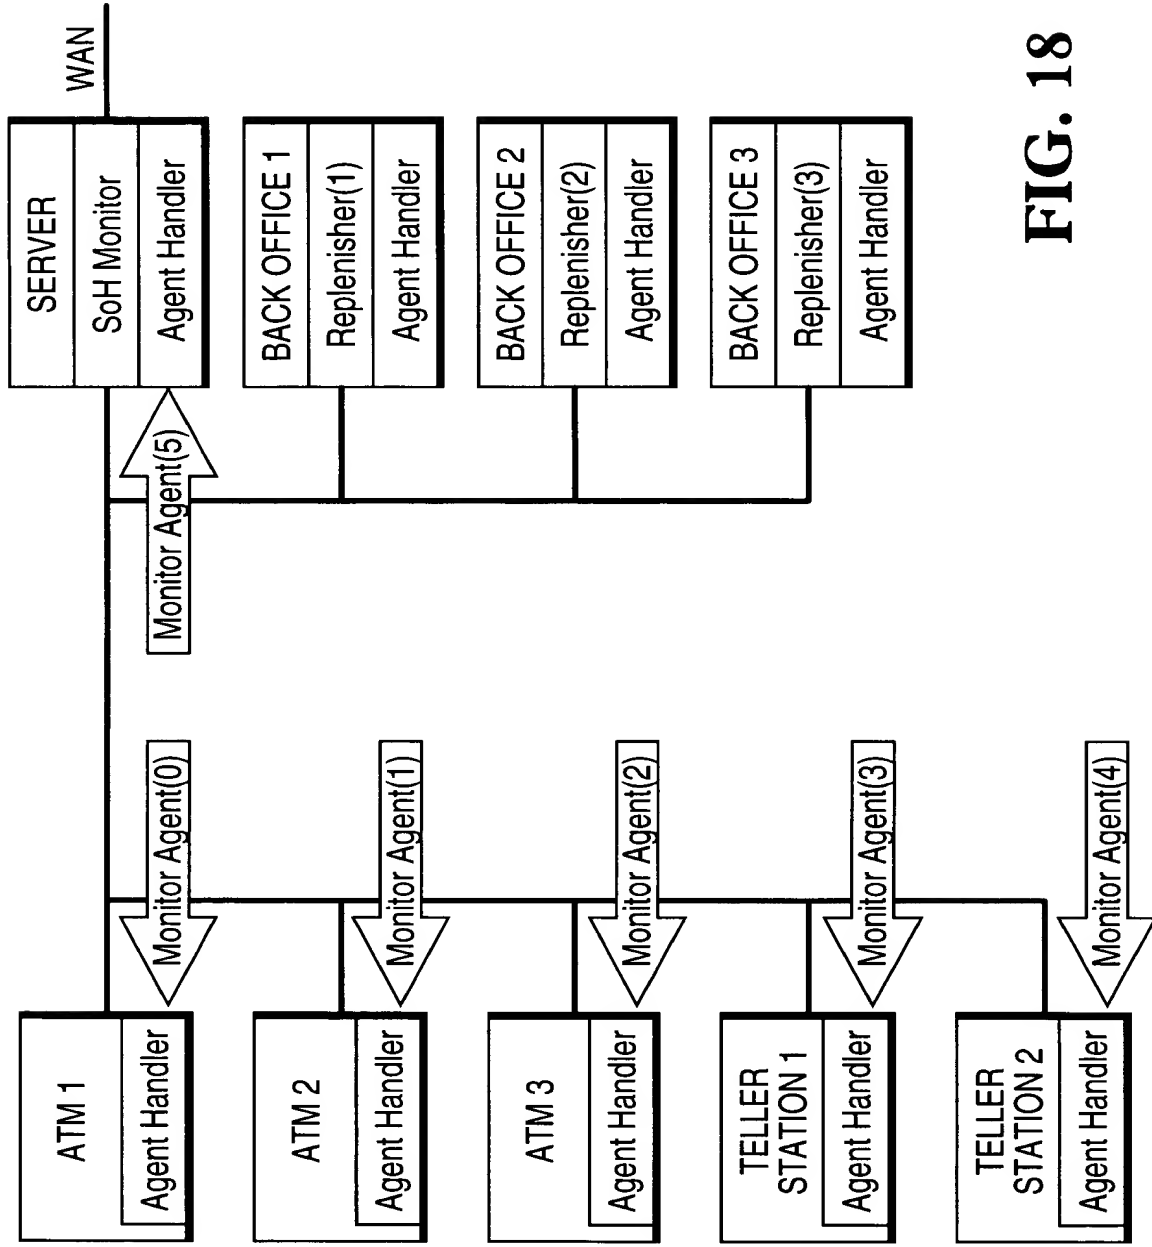 ATM 1
Agent Handler
ATM 2
Agent Handler
ATM 3
Agent Handler
TELLER
STATION 1
Agent Handler
TELLER
STATION 2
Agent Handler
Monitor Agent(0)
Monitor Agent(1)
Monitor Agent(2)
Monitor Agent(3)
Monitor Agent(4)
Monitor Agent(5)
SERVER
SoH Monitor
Agent Handler
WAN
BACK OFFICE 1
Replenisher(1)
Agent Handler
BACK OFFICE 2
Replenisher(2)
Agent Handler
BACK OFFICE 3
Replenisher(3)
Agent Handler
FIG. 18